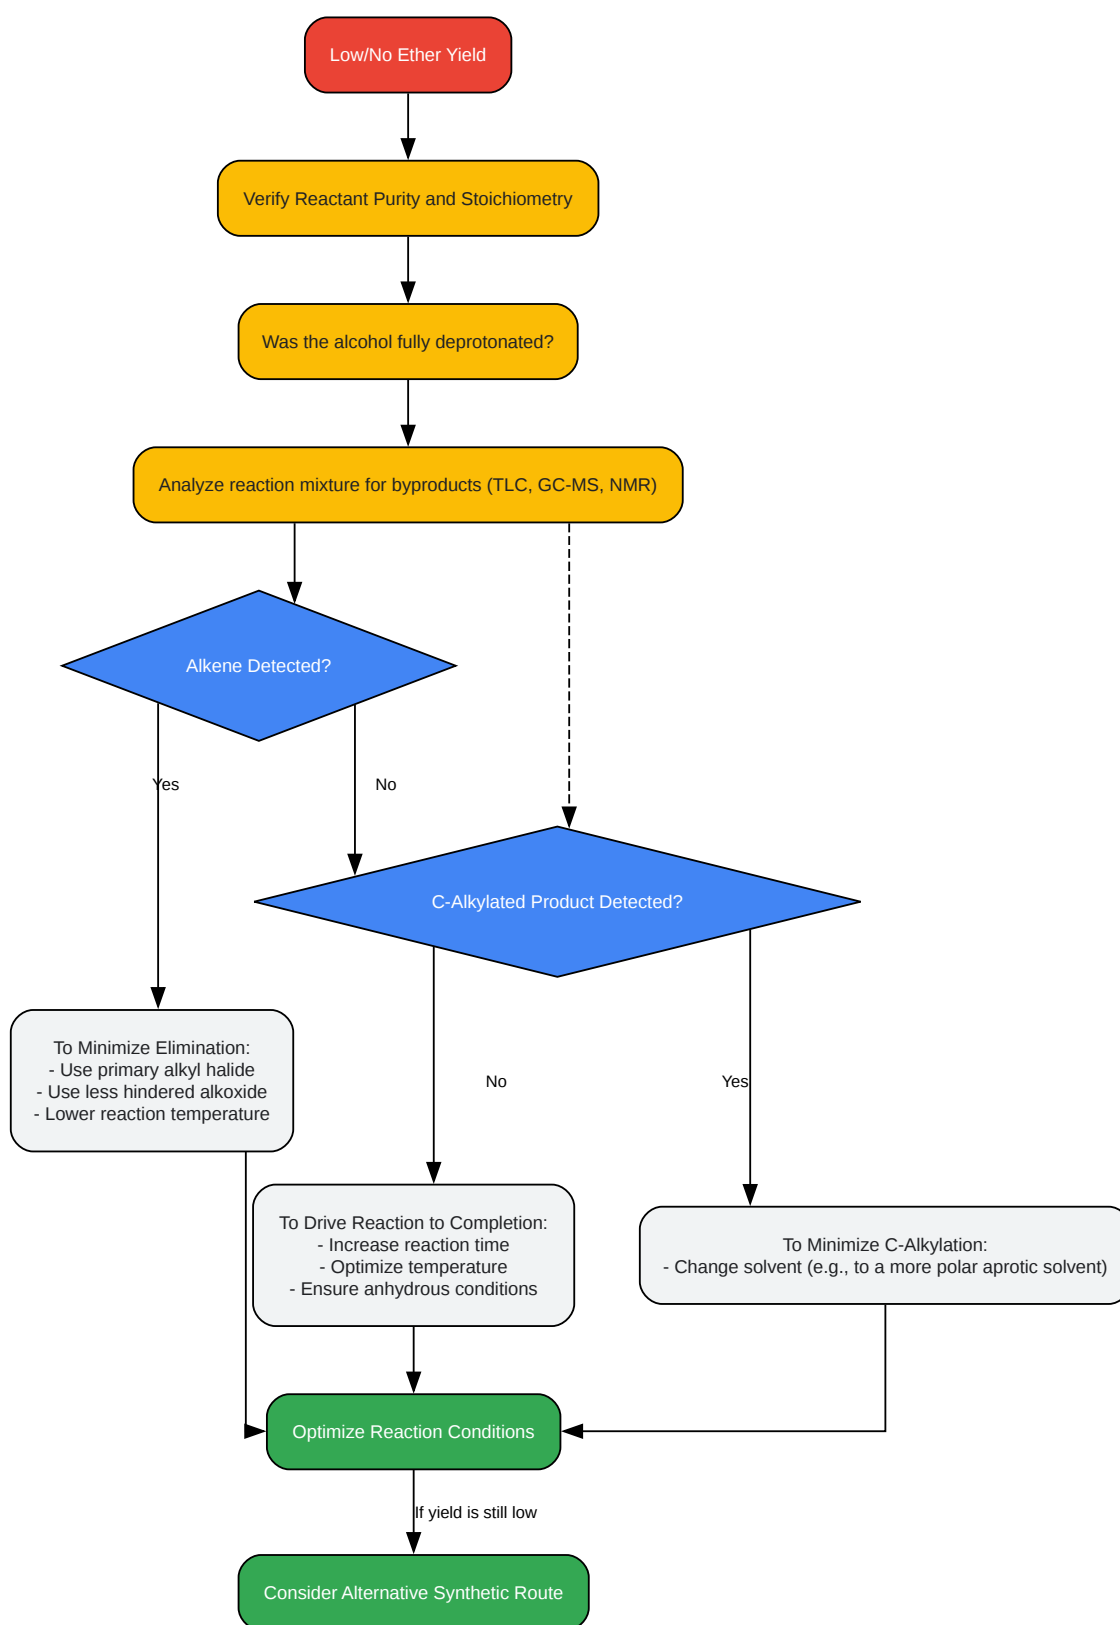 Low/No Ether Yield
Verify Reactant Purity and Stoichiometry
Was the alcohol fully deprotonated?
Analyze reaction mixture for byproducts (TLC, GC-MS, NMR)
Alkene Detected?
Yes
No
C-Alkylated Product Detected?
To Minimize Elimination:
- Use primary alkyl halide
- Use less hindered alkoxide
- Lower reaction temperature
No
Yes
To Drive Reaction to Completion:
- Increase reaction time
- Optimize temperature
- Ensure anhydrous conditions
To Minimize C-Alkylation:
- Change solvent (e.g., to a more polar aprotic solvent)
Optimize Reaction Conditions
If yield is still low
Consider Alternative Synthetic Route